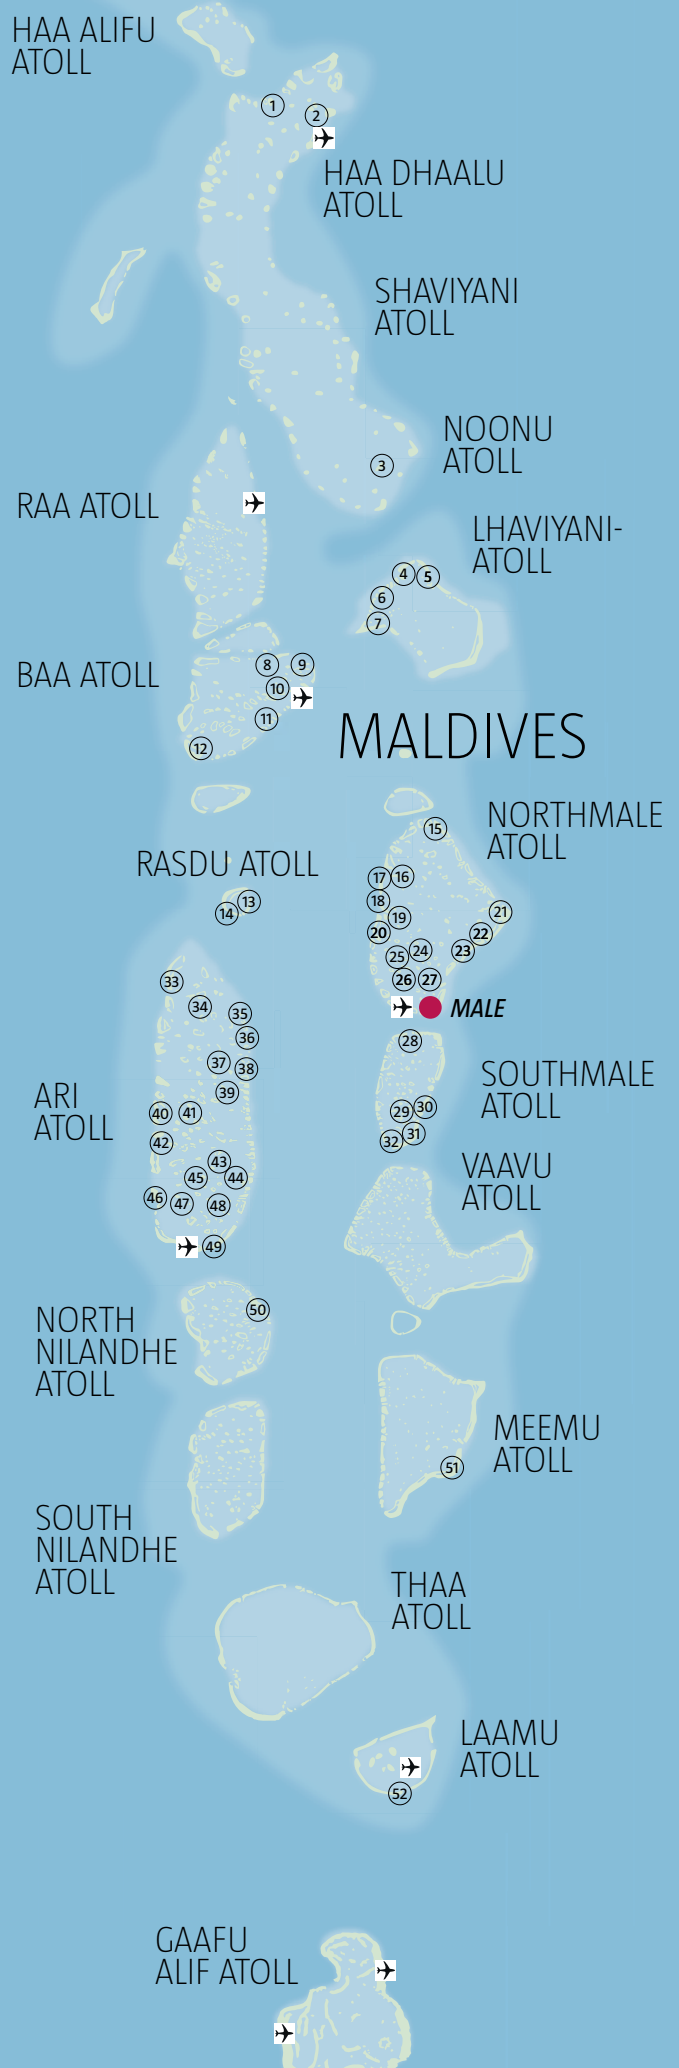 HAA ALIFU
ATOLL
1
2
HAA DHAALU
ATOLL
SHAVIYANI
ATOLL
NOONU
ATOLL
3
RAA ATOLL
LHAVIYANI-
ATOLL
4
5
6
7
BAA ATOLL
8
9
10
11
12
MALDIVES
NORTHMALE
ATOLL
15
RASDU ATOLL
13
14
17
16
18
19
20
21
22
23
24
25
26
27
MALE
33
34
35
36
37
38
39
ARI
ATOLL
40
41
42
43
44
45
46
47
48
49
28
SOUTHMALE
ATOLL
29
30
31
32
VAAVU
ATOLL
50
NORTH
NILANDHE
ATOLL
MEEMU
ATOLL
51
SOUTH
NILANDHE
ATOLL
THAA
ATOLL
LAAMU
ATOLL
52
GAAFU
ALIF ATOLL